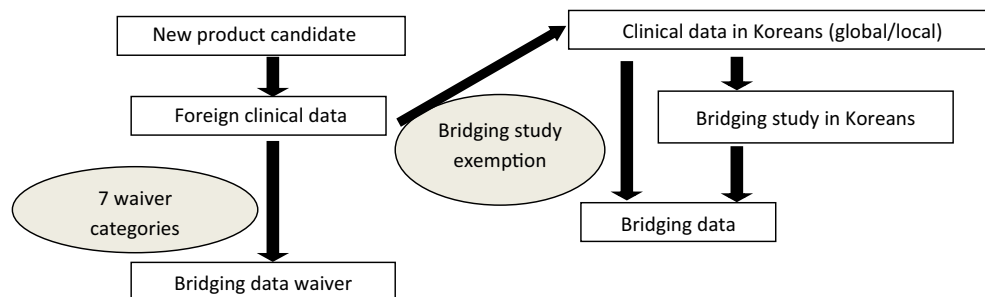 New product candidate
Foreign clinical data
7 waiver
categories
Bridging data waiver
Bridging study
exemption
Clinical data in Koreans (global/local)
Bridging study in Koreans
Bridging data